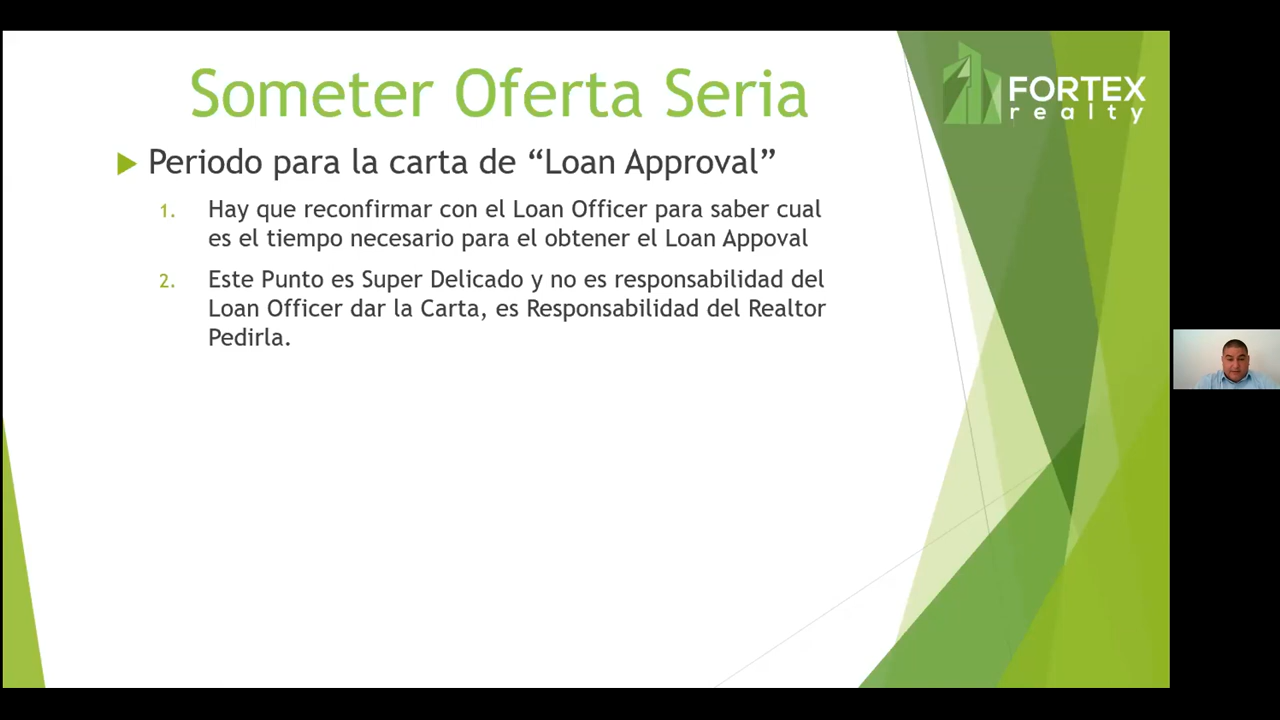 Someter Oferta Seria
FORTEX
realty
Periodo para la carta de “Loan Approval”
1. Hay que reconfirmar con el Loan Officer para saber cual
es el tiempo necesario para el obtener el Loan Appoval
2. Este Punto es Super Delicado y no es responsabilidad del
Loan Officer dar la Carta, es Responsabilidad del Realtor
Pedirla.